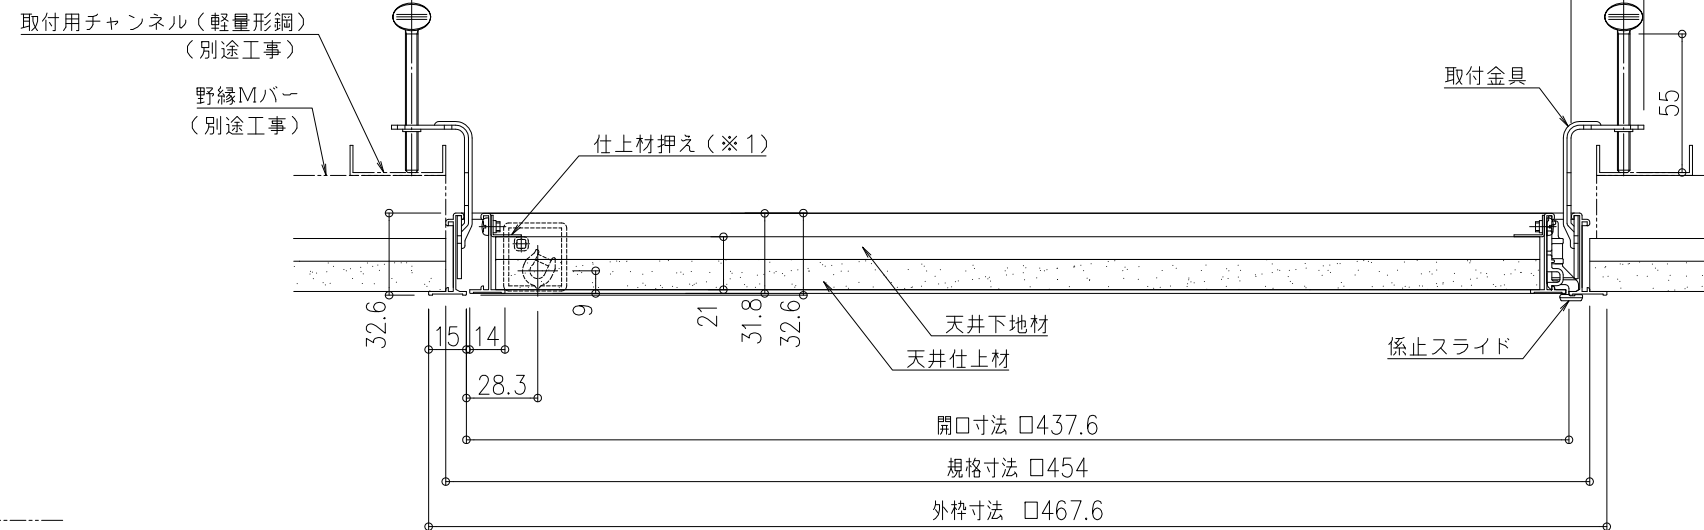 取付用チャンネル（軽量形鋼）
（別途工事）
野縁Mバー
（別途工事）
仕上材押え（※1）
取付金具
55
32.6
9
21
31.8
32.6
15
14
28.3
天井下地材
天井仕上材
係止スライド
開口寸法 □437.6
規格寸法 □454
外枠寸法 □467.6